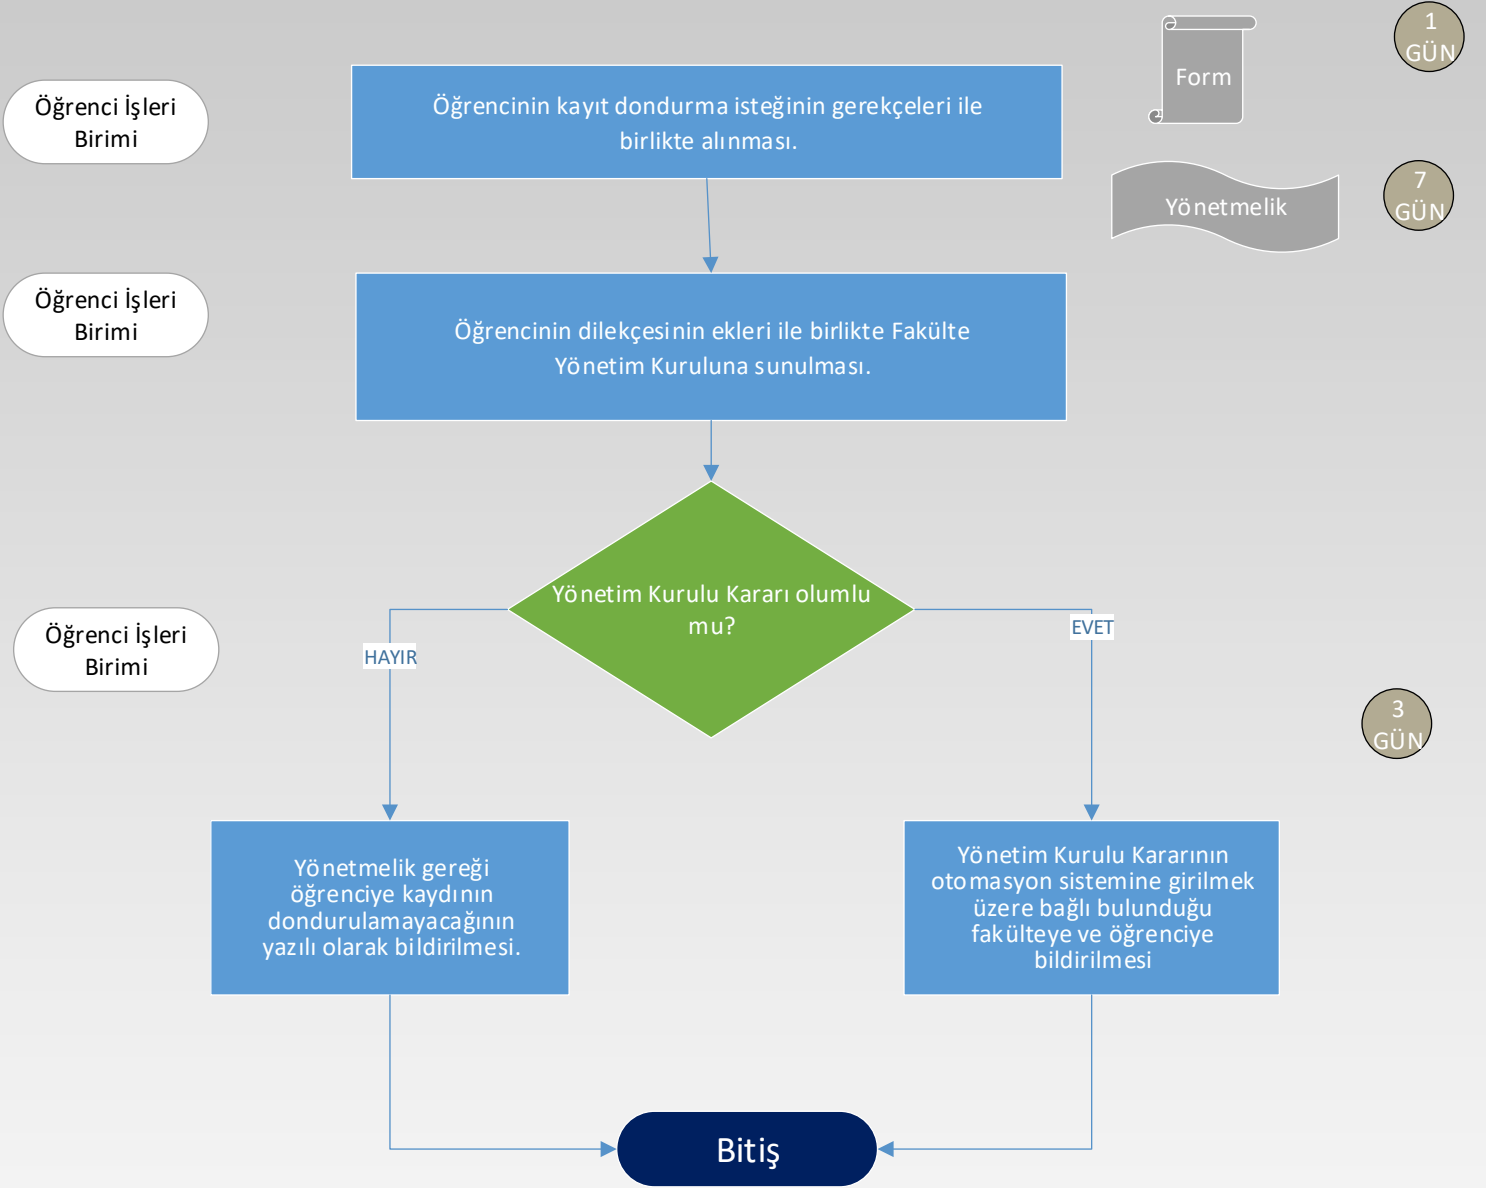 1
GÜN
Form
Öğrenci İşleri
Birimi
Öğrencinin kayıt dondurma isteğinin gerekçeleri ile
birlikte alınması.
7
GÜN
Yönetmelik
Öğrenci İşleri
Birimi
Öğrencinin dilekçesinin ekleri ile birlikte Fakülte
Yönetim Kuruluna sunulması.
Yönetim Kurulu Kararı olumlu
mu?
Öğrenci İşleri
Birimi
HAYIR
EVET
3
GÜN
Yönetmelik gereği
öğrenciye kaydının
dondurulamayacağının
yazılı olarak bildirilmesi.
Yönetim Kurulu Kararının
otomasyon sistemine girilmek
üzere bağlı bulunduğu
fakülteye ve öğrenciye
bildirilmesi
Bitiş